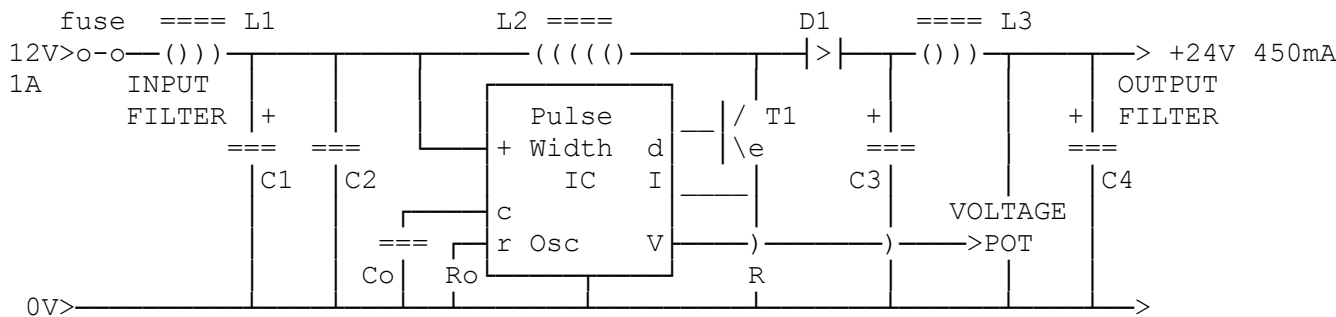 fuse ==== L1 L2 ==== D1 ==== L3
12V>o-o ())) ((((() |>| ())) > +24V 450mA
1A INPUT OUTPUT
FILTER + Pulse / T1 + + FILTER
=== === + Width d \e === ===
C1 C2 IC I C3 C4
c VOLTAGE
=== r Osc V ) ) >POT
Co Ro R
0V> >